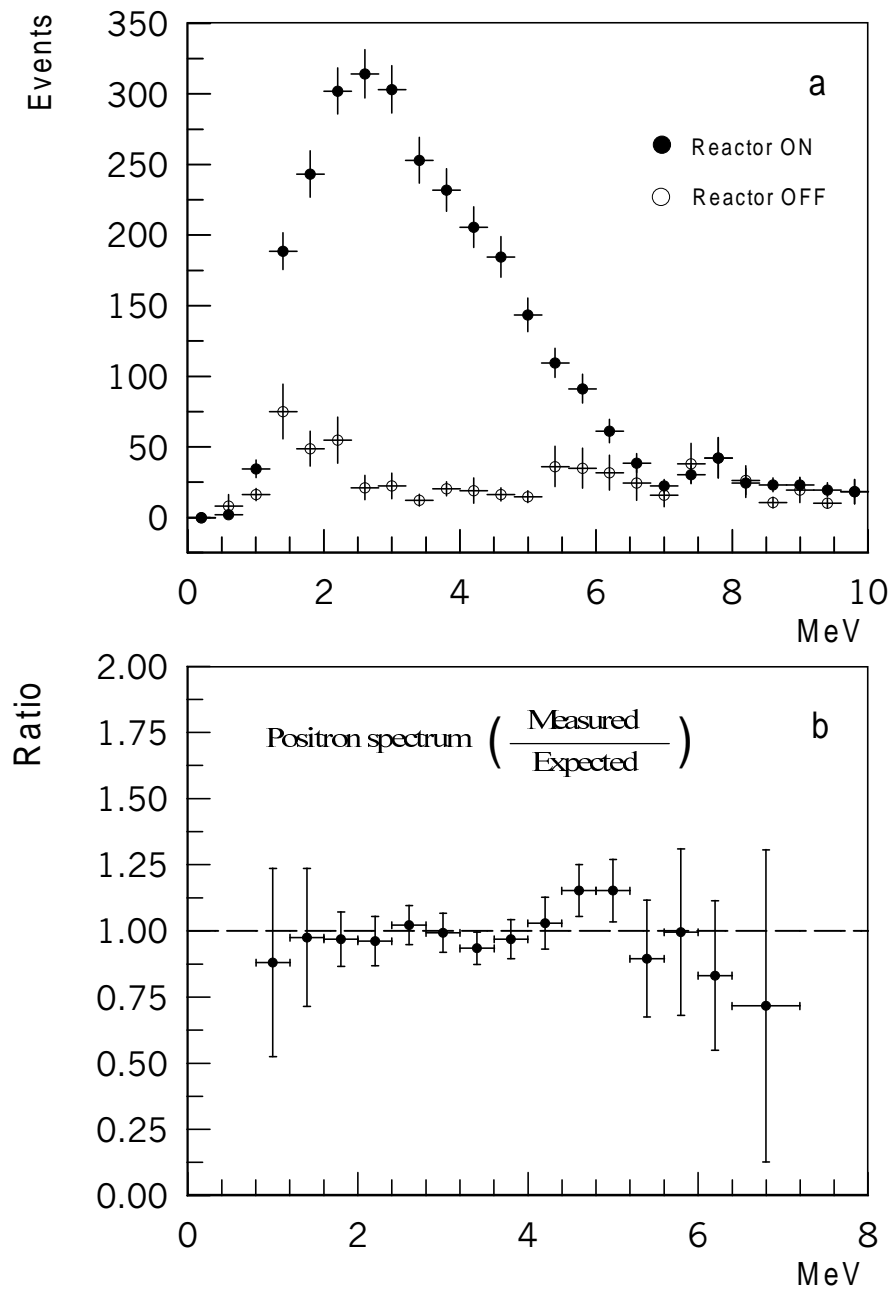 Events
350
300
250
200
150
100
50
0
a
Reactor ON
Reactor OFF
0 2 4 6 8 10
MeV
Ratio
2.00
1.75
1.50
1.25
1.00
0.75
0.50
0.25
0.00
b
Positron spectrum ( Measured
Expected )
0 2 4 6 8
MeV